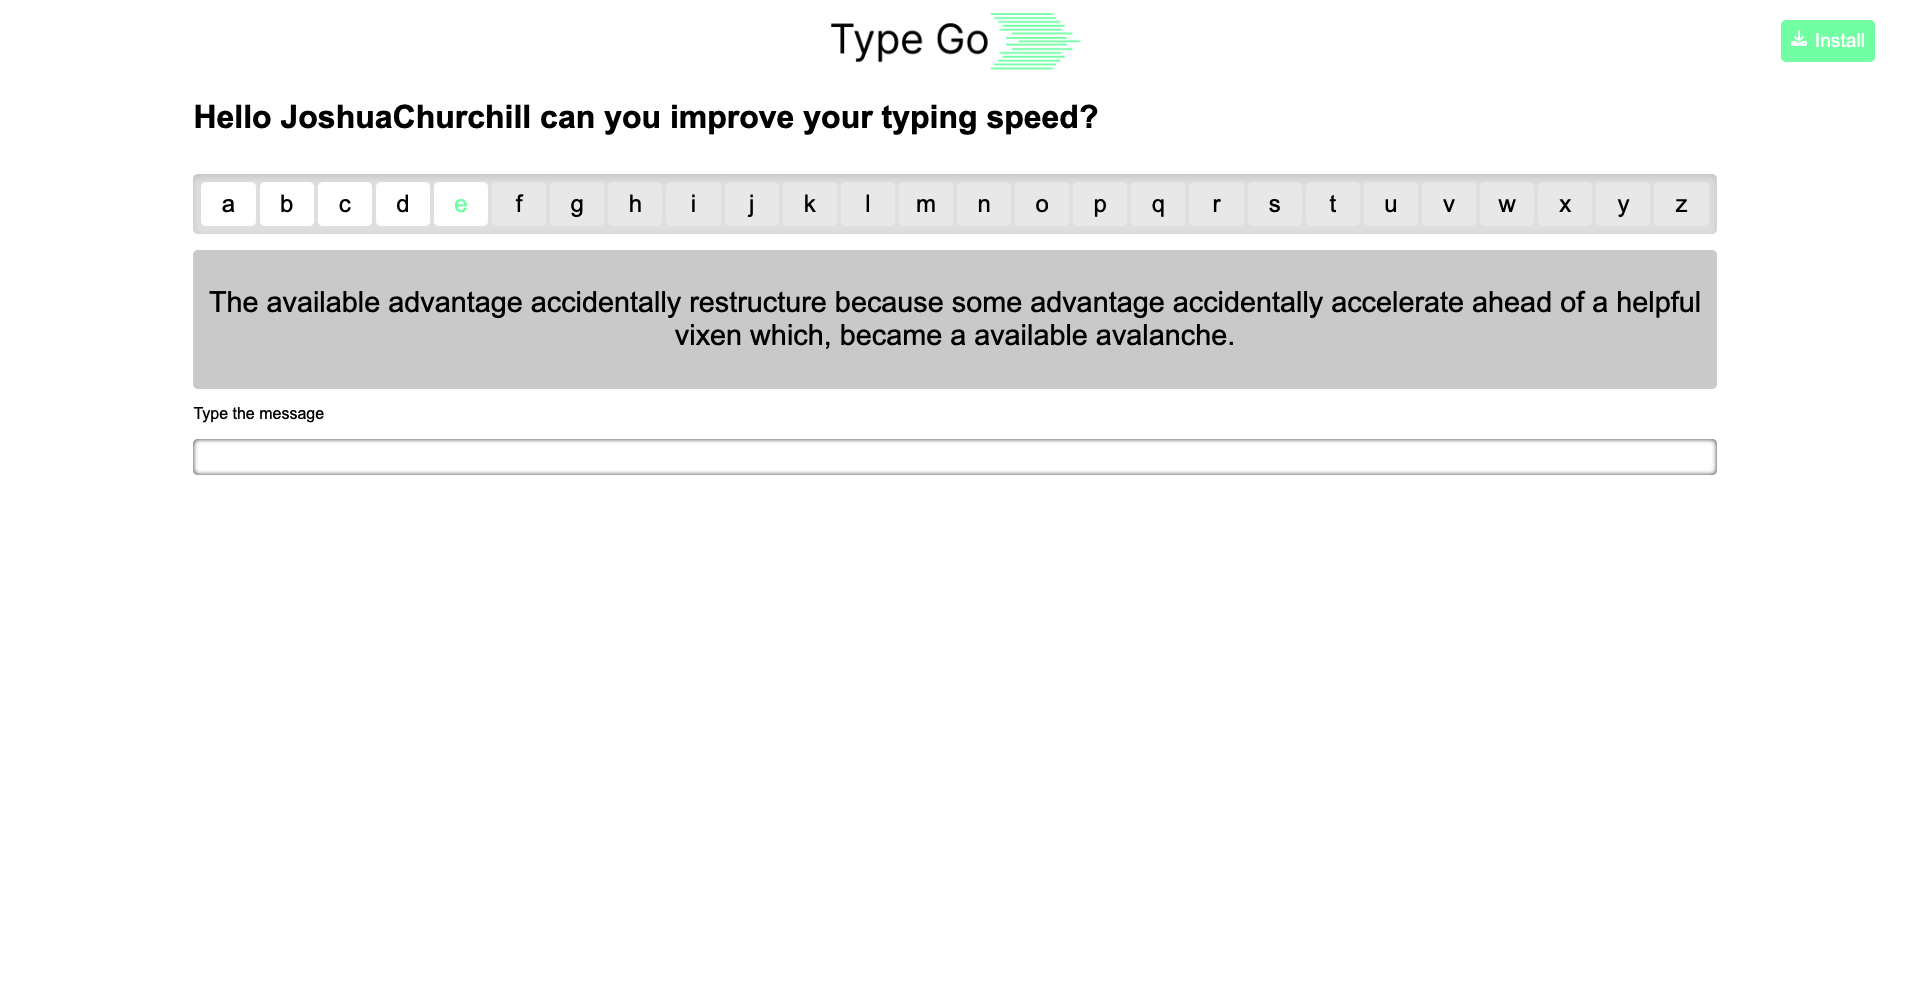 Type Go
Install
Hello JoshuaChurchill can you improve your typing speed?
a b c d e f g h i j k l m n o p q r s t u v w x y z
The available advantage accidentally restructure because some advantage accidentally accelerate ahead of a helpful
vixen which, became a available avalanche.
Type the message